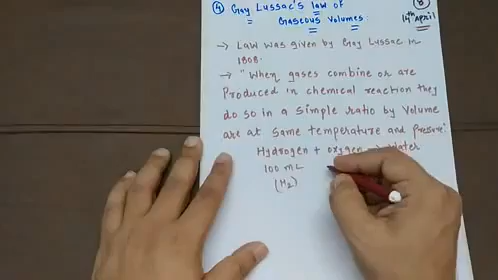 ④ Gay Lussac's law of (8)
Gaseous Volumes. 14th April
→ Law was given by Gay Lussac in
1808.
→ "When gases combine or are
Produced in chemical reaction they
do so in a simple ratio by Volume
are at same temperature and pressure.
Hydrogen + oxygen → Water
100 mL
(H₂)